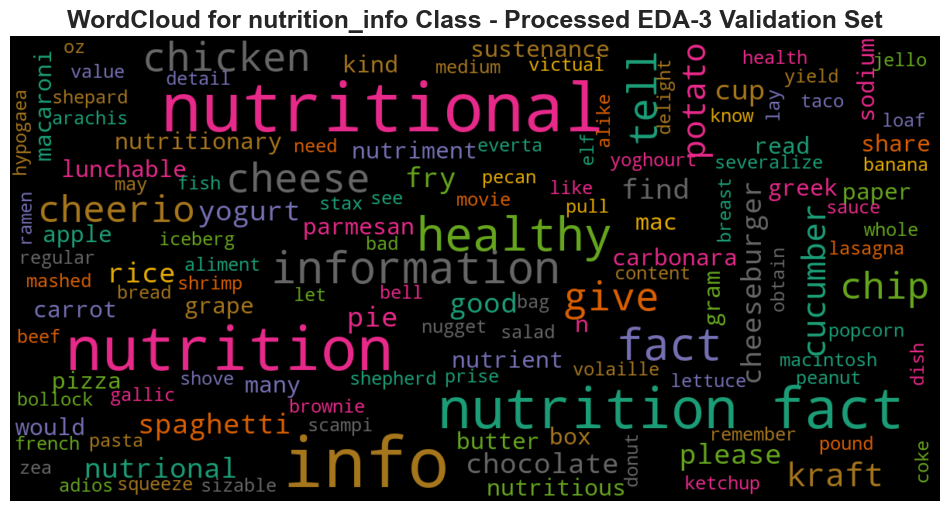 WordCloud for nutrition_info Class - Processed EDA-3 Validation Set
oz chicken kind sustenance health
value detail medium victual tell potato yield sodium jello
macaroni shepard nutritional delight cup know lay taco
hypogaea arachis alike loaf
nutritionary need nutriment everta elf read share
lunchable cheese fry yoghourt severalize banana
may fish stax see pecan like find breast greek paper
ramen cheerio yogurt movie pull mac sauce whole
apple iceberg parmesan healthy carbonara lasagna
regular bad aliment information content
mashed rice shrimp let bell give gram cheeseburger obtain cucumber chip
bread grape good bag
carrot pie n popcorn
beef nutrition nugget salad fact macintosh
nutrient volaille peanut dish
pizza shove shepherd prise lettuce
bollock gallic many nutrition fact
would spaghetti brownie scampi remember
french pasta butter box donut pound
zea nutrional info chocolate please kraft coke
adios squeeze sizable nutritious ketchup